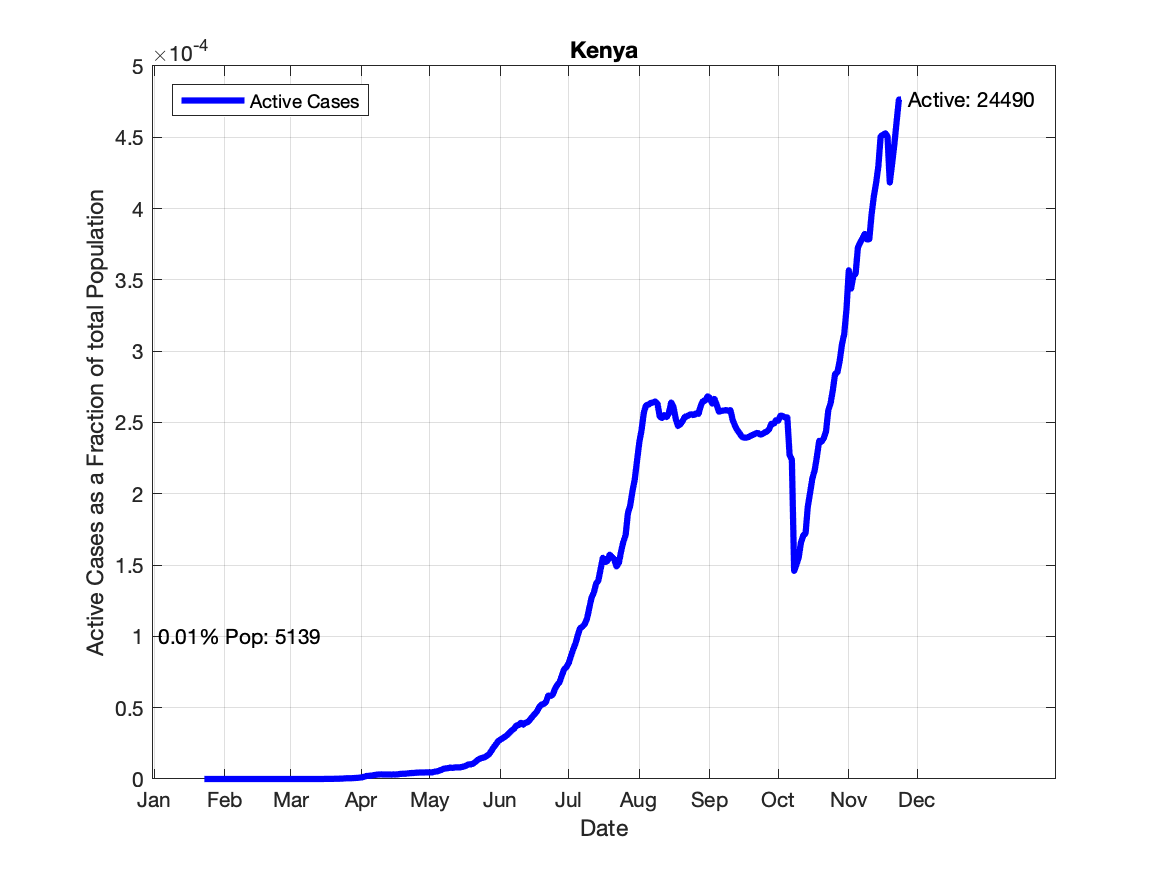 Kenya
×10-4
5
4.5
4
3.5
3
2.5
2
1.5
1
0.5
0
Active Cases
Active: 24490
0.01% Pop: 5139
Active Cases as a Fraction of total Population
Jan Feb Mar Apr May Jun Jul Aug Sep Oct Nov Dec
Date